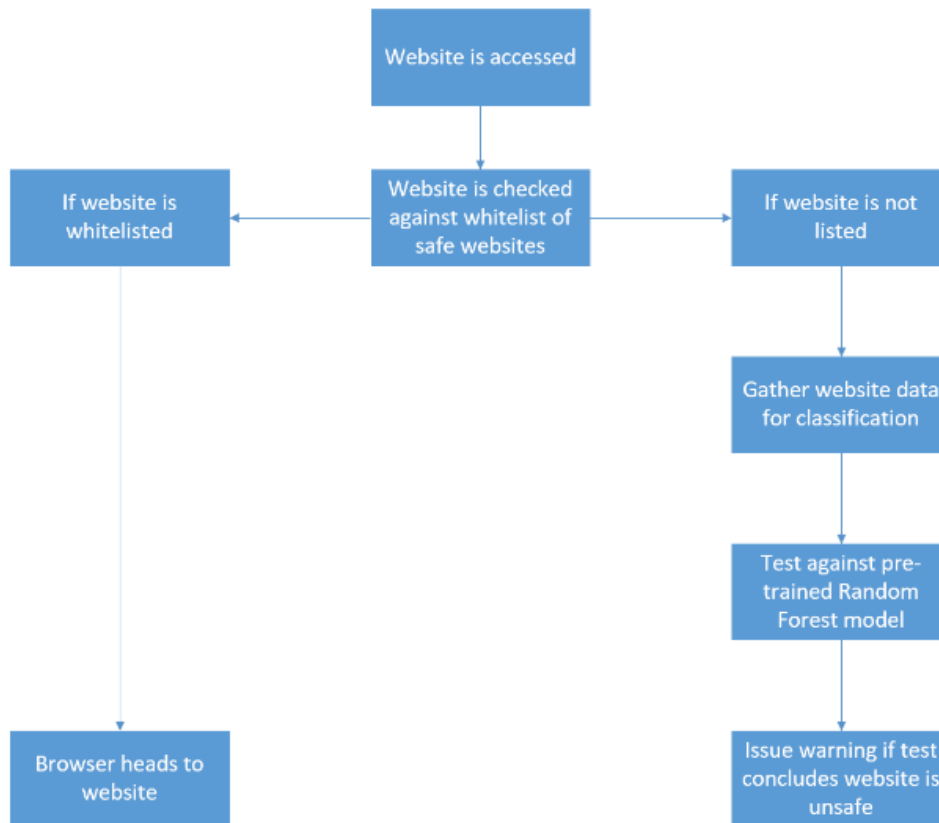 Website is accessed
If website is
whitelisted
Website is checked
against whitelist of
safe websites
If website is not
listed
Gather website data
for classification
Test against pre-
trained Random
Forest model
Browser heads to
website
Issue warning if test
concludes website is
unsafe